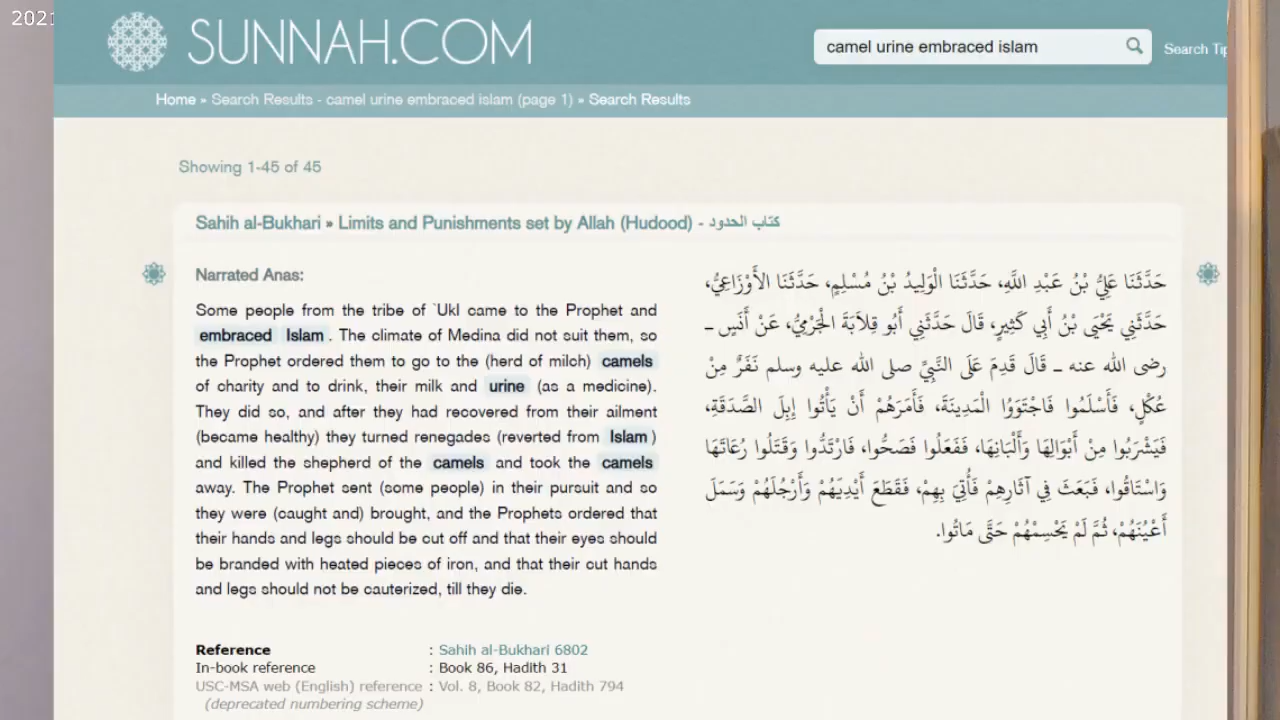 2021
SUNNAH.COM
camel urine embraced islam
Search Tip
Home » Search Results - camel urine embraced islam (page 1) » Search Results
Showing 1-45 of 45
Sahih al-Bukhari » Limits and Punishments set by Allah (Hudood) - كتاب الحدود
Narrated Anas:
Some people from the tribe of `Ukl came to the Prophet and
embraced Islam . The climate of Medina did not suit them, so
the Prophet ordered them to go to the (herd of milch) camels
of charity and to drink, their milk and urine (as a medicine).
They did so, and after they had recovered from their ailment
(became healthy) they turned renegades (reverted from Islam )
and killed the shepherd of the camels and took the camels
away. The Prophet sent (some people) in their pursuit and so
they were (caught and) brought, and the Prophets ordered that
their hands and legs should be cut off and that their eyes should
be branded with heated pieces of iron, and that their cut hands
and legs should not be cauterized, till they die.
حَدَّثَنَا عَلِيُّ بْنُ عَبْدِ اللَّهِ، حَدَّثَنَا الْوَلِيدُ بْنُ مُسْلِمٍ، حَدَّثَنَا الأَوْزَاعِيُّ،
حَدَّثَنِي يَحْيَى بْنُ أَبِي كَثِيرٍ، قَالَ حَدَّثَنِي أَبُو قِلاَبَةَ الْجَرْمِيُّ، عَنْ أَنَسٍ ـ
رضى الله عنه ـ قَالَ قَدِمَ عَلَى النَّبِيِّ صلى الله عليه وسلم نَفَرٌ مِنْ
عُكْلٍ، فَأَسْلَمُوا فَاجْتَوَوُا الْمَدِينَةَ، فَأَمَرَهُمْ أَنْ يَأْتُوا إِبِلَ الصَّدَقَةِ،
فَيَشْرَبُوا مِنْ أَبْوَالِهَا وَأَلْبَانِهَا، فَفَعَلُوا فَصَحُّوا، فَارْتَدُّوا وَقَتَلُوا رُعَاتَهَا
وَاسْتَاقُوا، فَبَعَثَ فِي آثَارِهِمْ فَأُتِيَ بِهِمْ، فَقَطَعَ أَيْدِيَهُمْ وَأَرْجُلَهُمْ وَسَمَلَ
أَعْيُنَهُمْ، ثُمَّ لَمْ يَحْسِمْهُمْ حَتَّى مَاتُوا.
Reference : Sahih al-Bukhari 6802
In-book reference : Book 86, Hadith 31
USC-MSA web (English) reference : Vol. 8, Book 82, Hadith 794
(deprecated numbering scheme)